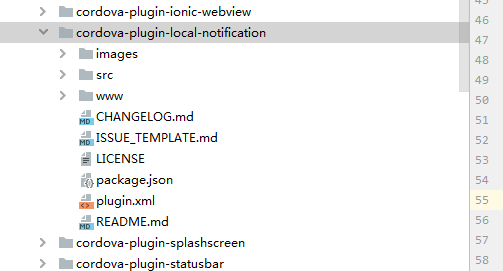 cordova-plugin-ionic-webview
cordova-plugin-local-notification
images
src
www
CHANGELOG.md
ISSUE_TEMPLATE.md
LICENSE
package.json
plugin.xml
README.md
cordova-plugin-splashscreen
cordova-plugin-statusbar
46
47
48
49
50
51
52
53
54
55
56
57
58